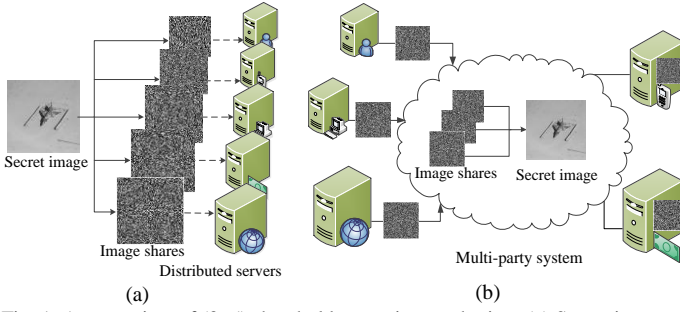 Secret image
Image shares
Distributed servers
(a)
Image shares
Secret image
Multi-party system
(b)